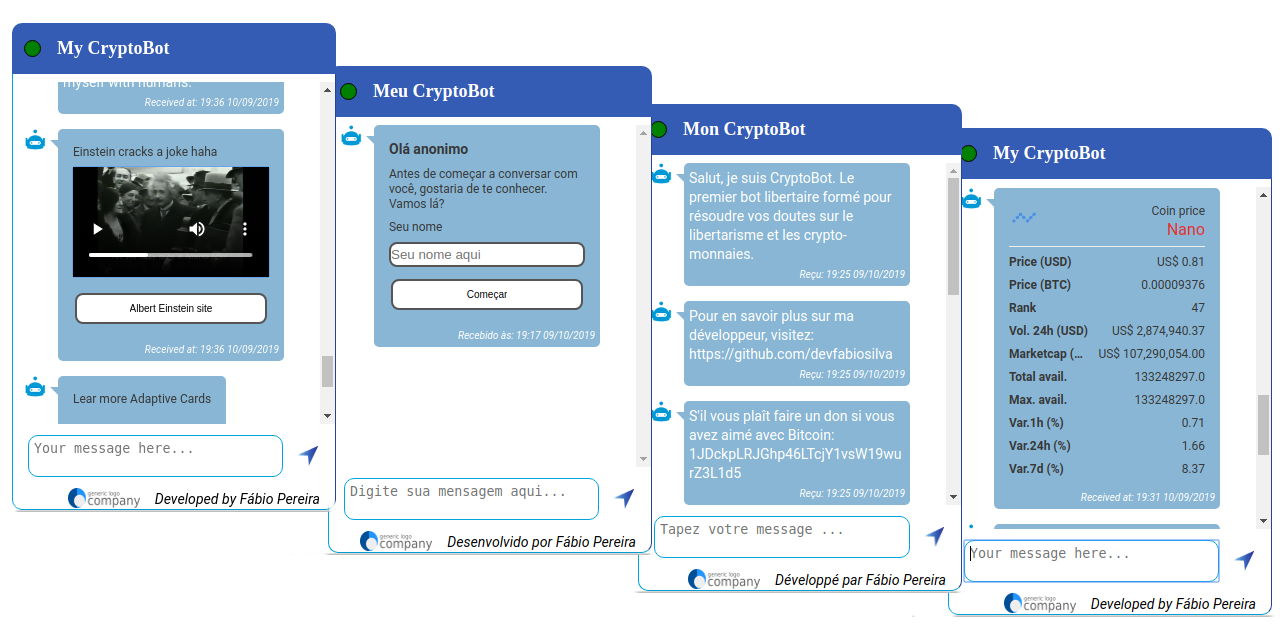 My CryptoBot
myself with humans.
Received at: 19:36 10/09/2019
Einstein cracks a joke haha
Albert Einstein site
Received at: 19:36 10/09/2019
Lear more Adaptive Cards
Your message here...
generic logo
company
Developed by Fábio Pereira
Meu CryptoBot
Olá anonimo
Antes de começar a conversar com
você, gostaria de te conhecer.
Vamos lá?
Seu nome
Seu nome aqui
Começar
Recebido às: 19:17 09/10/2019
Digite sua mensagem aqui...
generic logo
company
Desenvolvido por Fábio Pereira
Mon CryptoBot
Salut, je suis CryptoBot. Le
premier bot libertaire formé pour
résoudre vos doutes sur le
libertarisme et les crypto-
monnaies.
Reçu: 19:25 09/10/2019
Pour en savoir plus sur ma
développeur, visitez:
https://github.com/devfabiosilva
Reçu: 19:25 09/10/2019
S'il vous plaît faire un don si vous
avez aimé avec Bitcoin:
1JDckpLRJGhp46LTcjY1vsW19wu
rZ3L1d5
Reçu: 19:25 09/10/2019
Tapez votre message ...
generic logo
company
Développé par Fábio Pereira
My CryptoBot
Coin price
Nano
Price (USD) US$ 0.81
Price (BTC) 0.00009376
Rank 47
Vol. 24h (USD) US$ 2,874,940.37
Marketcap (... US$ 107,290,054.00
Total avail. 133248297.0
Max. avail. 133248297.0
Var.1h (%) 0.71
Var.24h (%) 1.66
Var.7d (%) 8.37
Received at: 19:31 10/09/2019
Your message here...
generic logo
company
Developed by Fábio Pereira